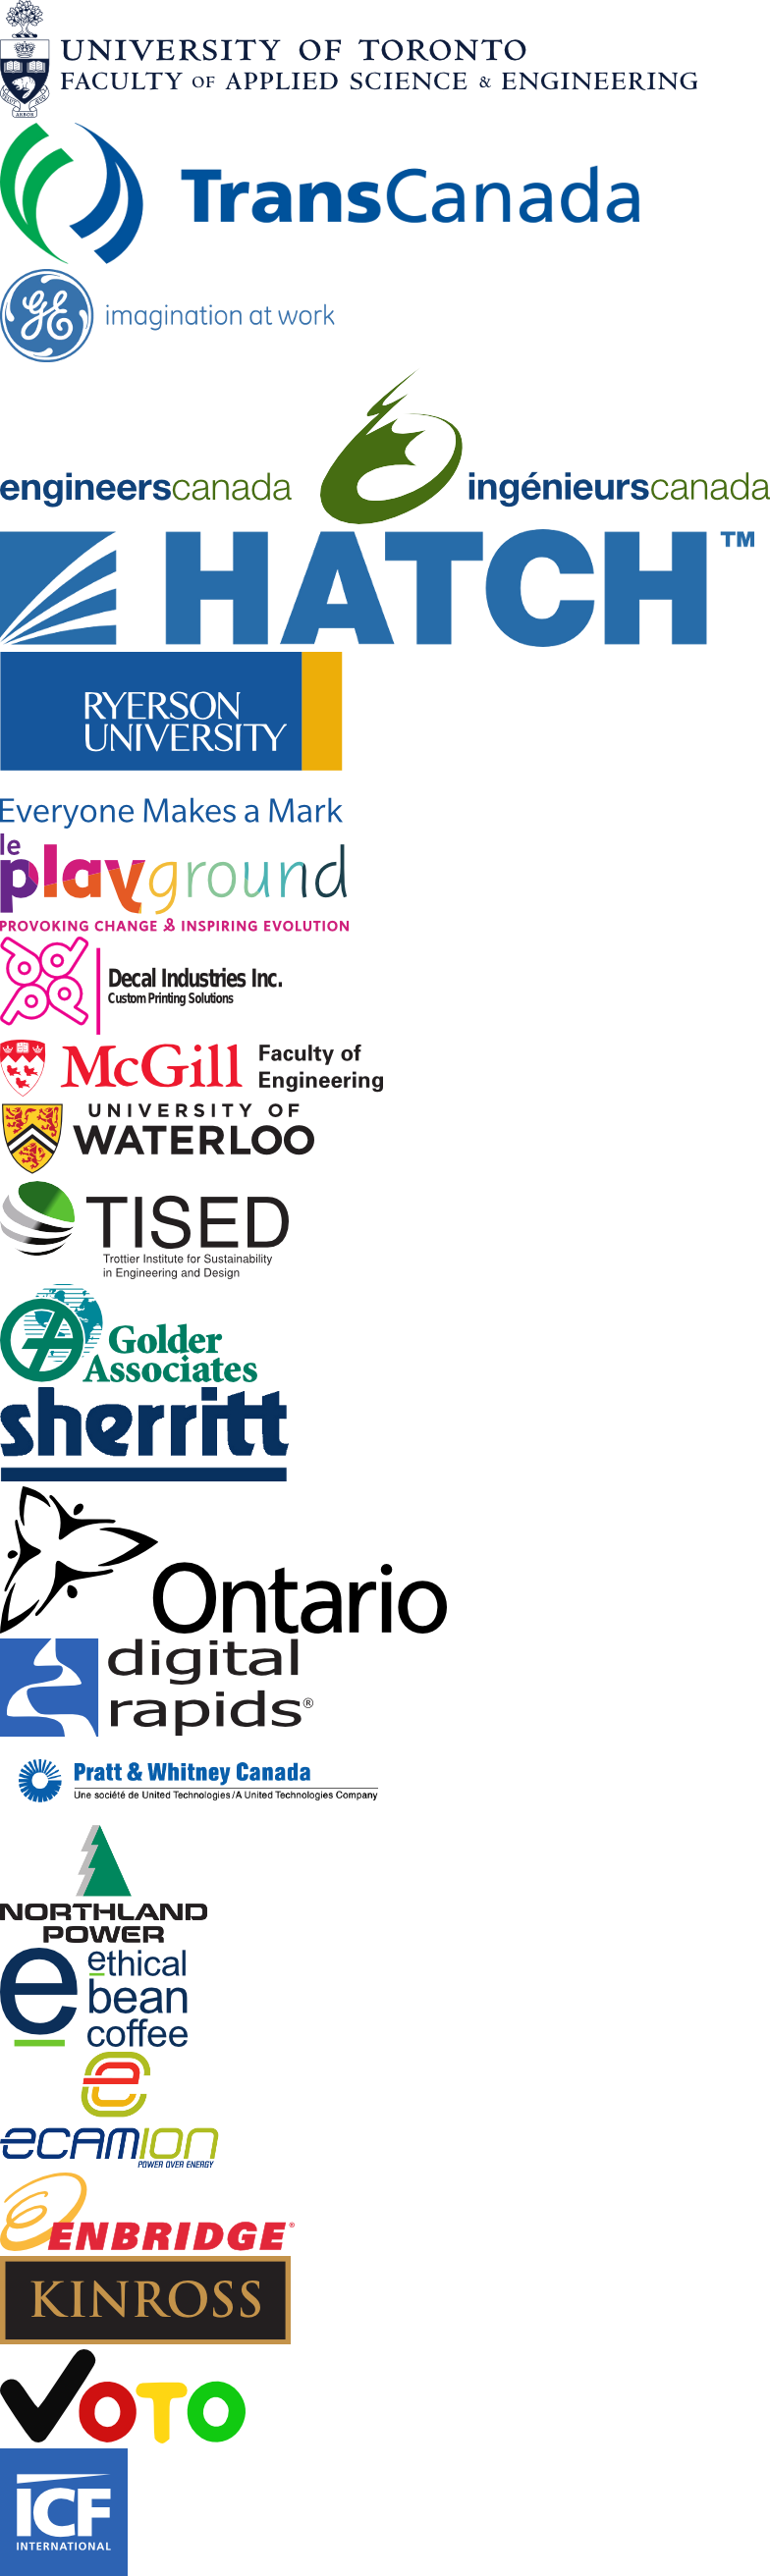 UNIVERSITY OF TORONTO
FACULTY OF APPLIED SCIENCE & ENGINEERING
TransCanada
GE imagination at work
engineerscanada ingénieurscanada
HATCH™
RYERSON
UNIVERSITY
Everyone Makes a Mark
le
playground
PROVOKING CHANGE & INSPIRING EVOLUTION
Decal Industries Inc.
Custom Printing Solutions
McGill
Faculty of
Engineering
UNIVERSITY OF
WATERLOO
TISED
Trottier Institute for Sustainability
in Engineering and Design
Golder
Associates
sherritt
Ontario
digital
rapids®
Pratt & Whitney Canada
Une société de United Technologies/A United Technologies Company
NORTHLAND
POWER
e
ethical
bean
coffee
ecamion
POWER OVER ENERGY
ENBRIDGE®
KINROSS
VOTO
ICF
INTERNATIONAL